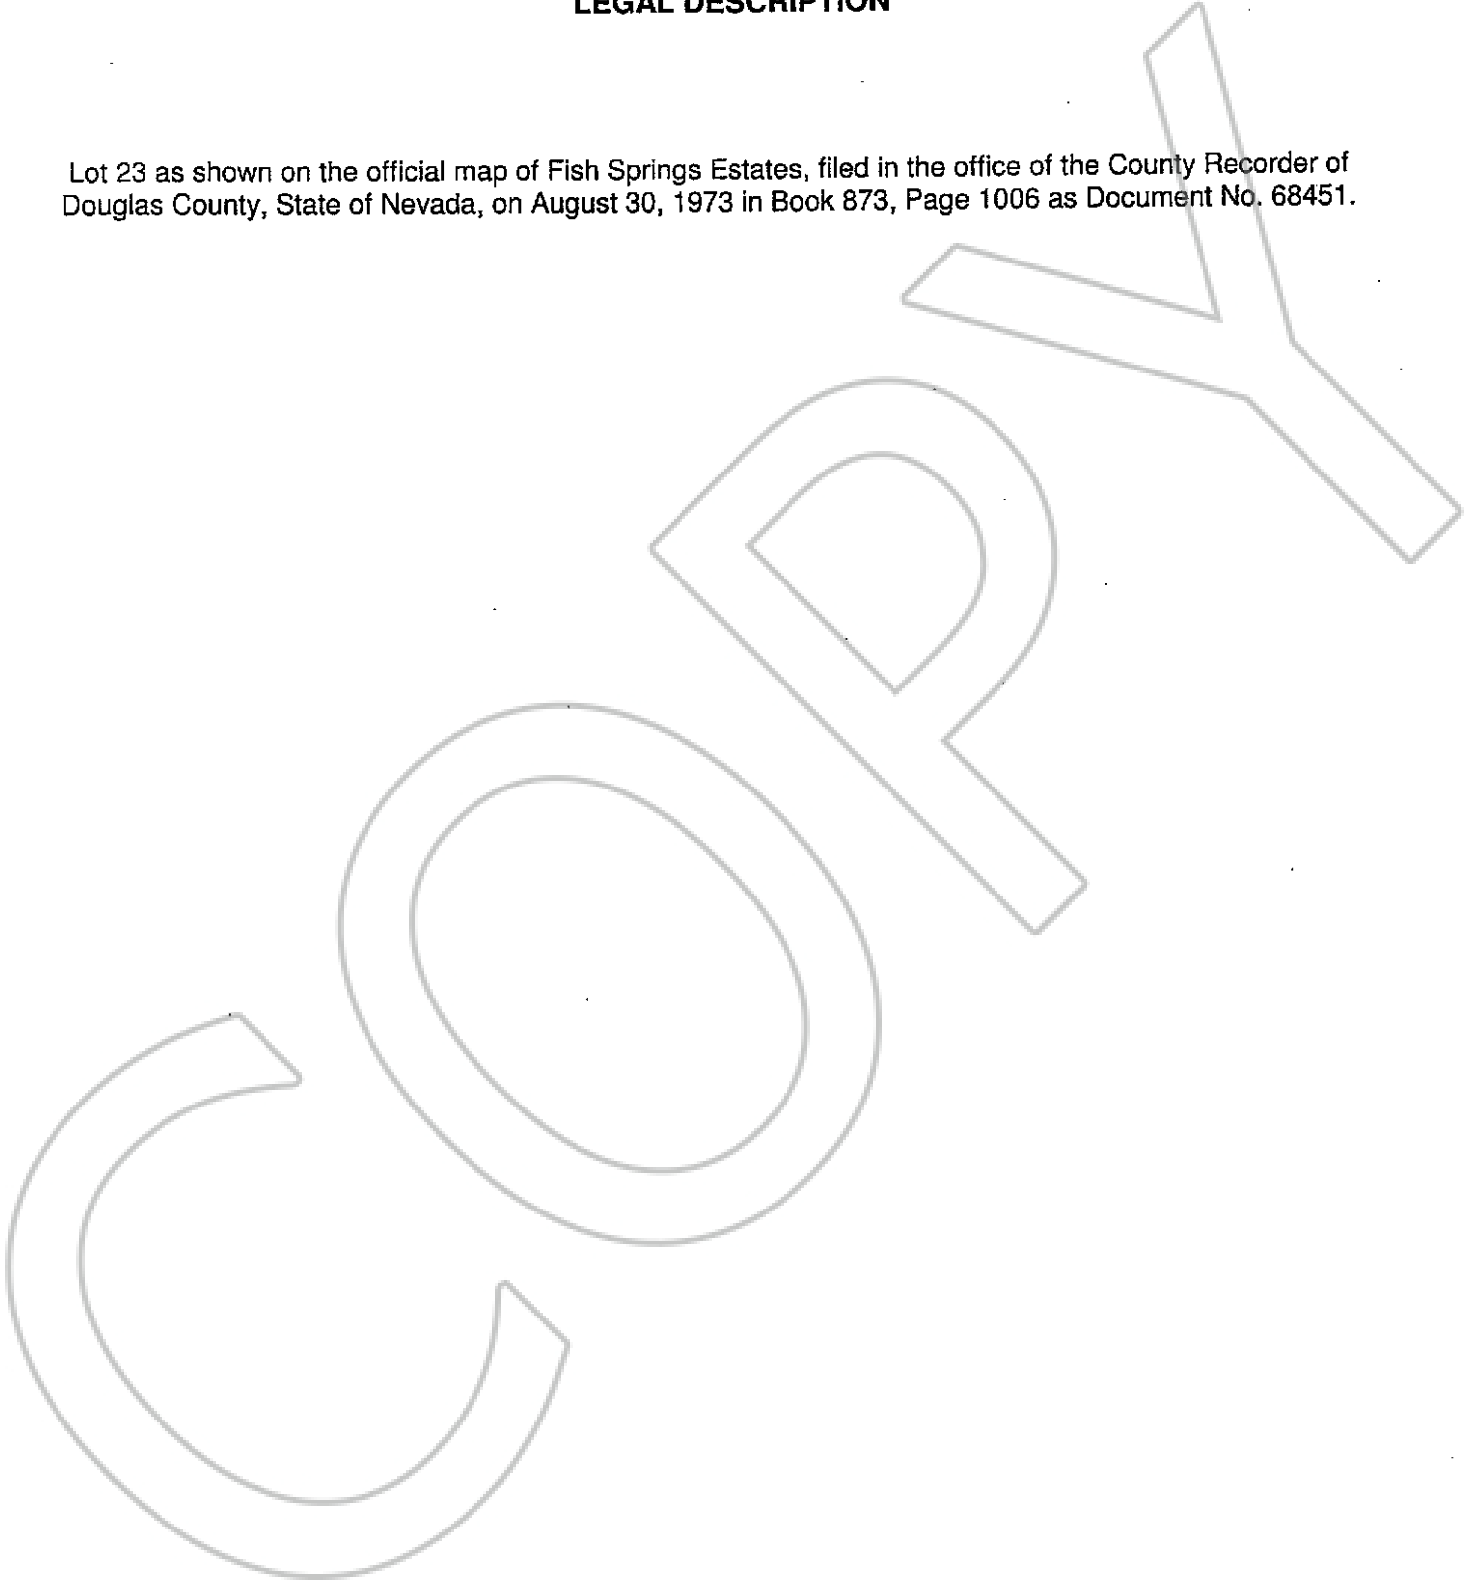 LEGAL DESCRIPTION
Lot 23 as shown on the official map of Fish Springs Estates, filed in the office of the County Recorder of
Douglas County, State of Nevada, on August 30, 1973 in Book 873, Page 1006 as Document No. 68451.
COPY